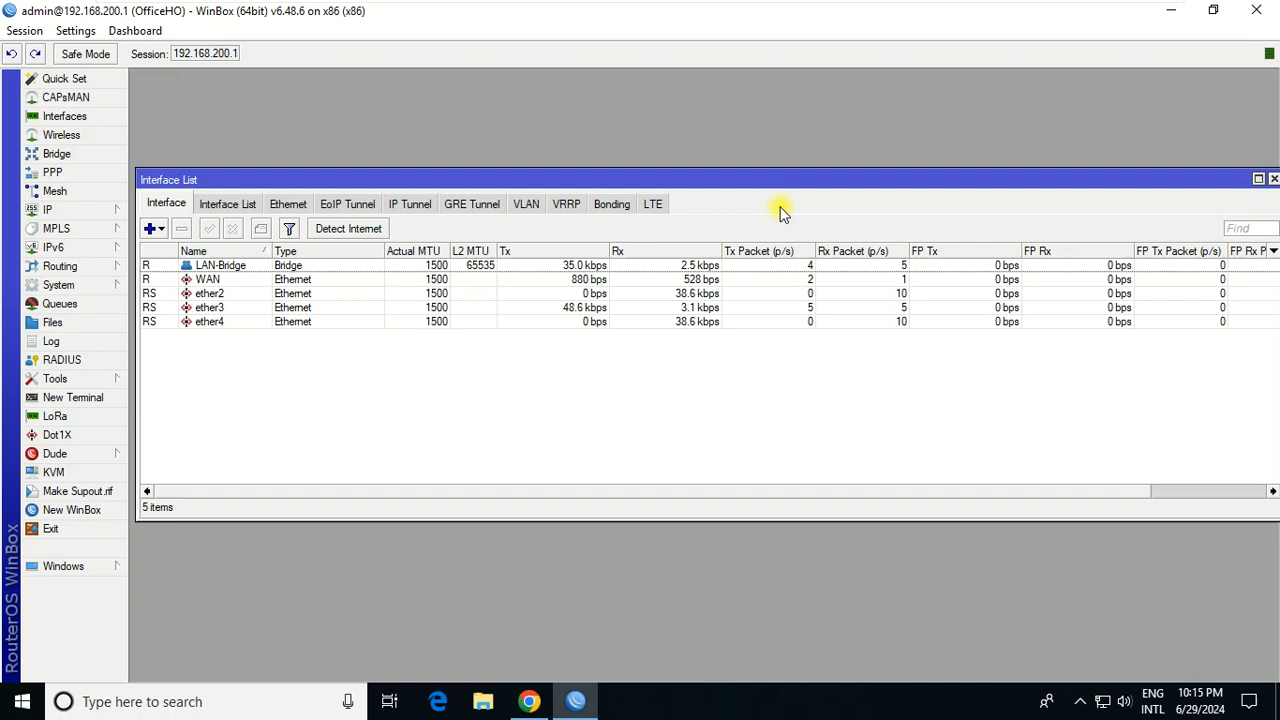 admin@192.168.200.1 (OfficeHO) - WinBox (64bit) v6.48.6 on x86 (x86)
Session Settings Dashboard
Safe Mode Session: 192.168.200.1
Quick Set
CAPsMAN
Interfaces
Wireless
Bridge
PPP
Mesh
IP
MPLS
IPv6
Routing
System
Queues
Files
Log
RADIUS
Tools
New Terminal
LoRa
Dot1X
Dude
KVM
Make Supout.rif
New WinBox
Exit
Windows
RouterOS WinBox
Interface List
Interface Interface List Ethernet EoIP Tunnel IP Tunnel GRE Tunnel VLAN VRRP Bonding LTE
Detect Internet Find
Name Type Actual MTU L2 MTU Tx Rx Tx Packet (p/s) Rx Packet (p/s) FP Tx FP Rx FP Tx Packet (p/s) FP Rx P
R LAN-Bridge Bridge 1500 65535 35.0 kbps 2.5 kbps 4 5 0 bps 0 bps 0
R WAN Ethernet 1500 880 bps 528 bps 2 1 0 bps 0 bps 0
RS ether2 Ethernet 1500 0 bps 38.6 kbps 0 10 0 bps 0 bps 0
RS ether3 Ethernet 1500 48.6 kbps 3.1 kbps 5 5 0 bps 0 bps 0
RS ether4 Ethernet 1500 0 bps 38.6 kbps 0 10 0 bps 0 bps 0
5 items
Type here to search
ENG
INTL
10:15 PM
6/29/2024